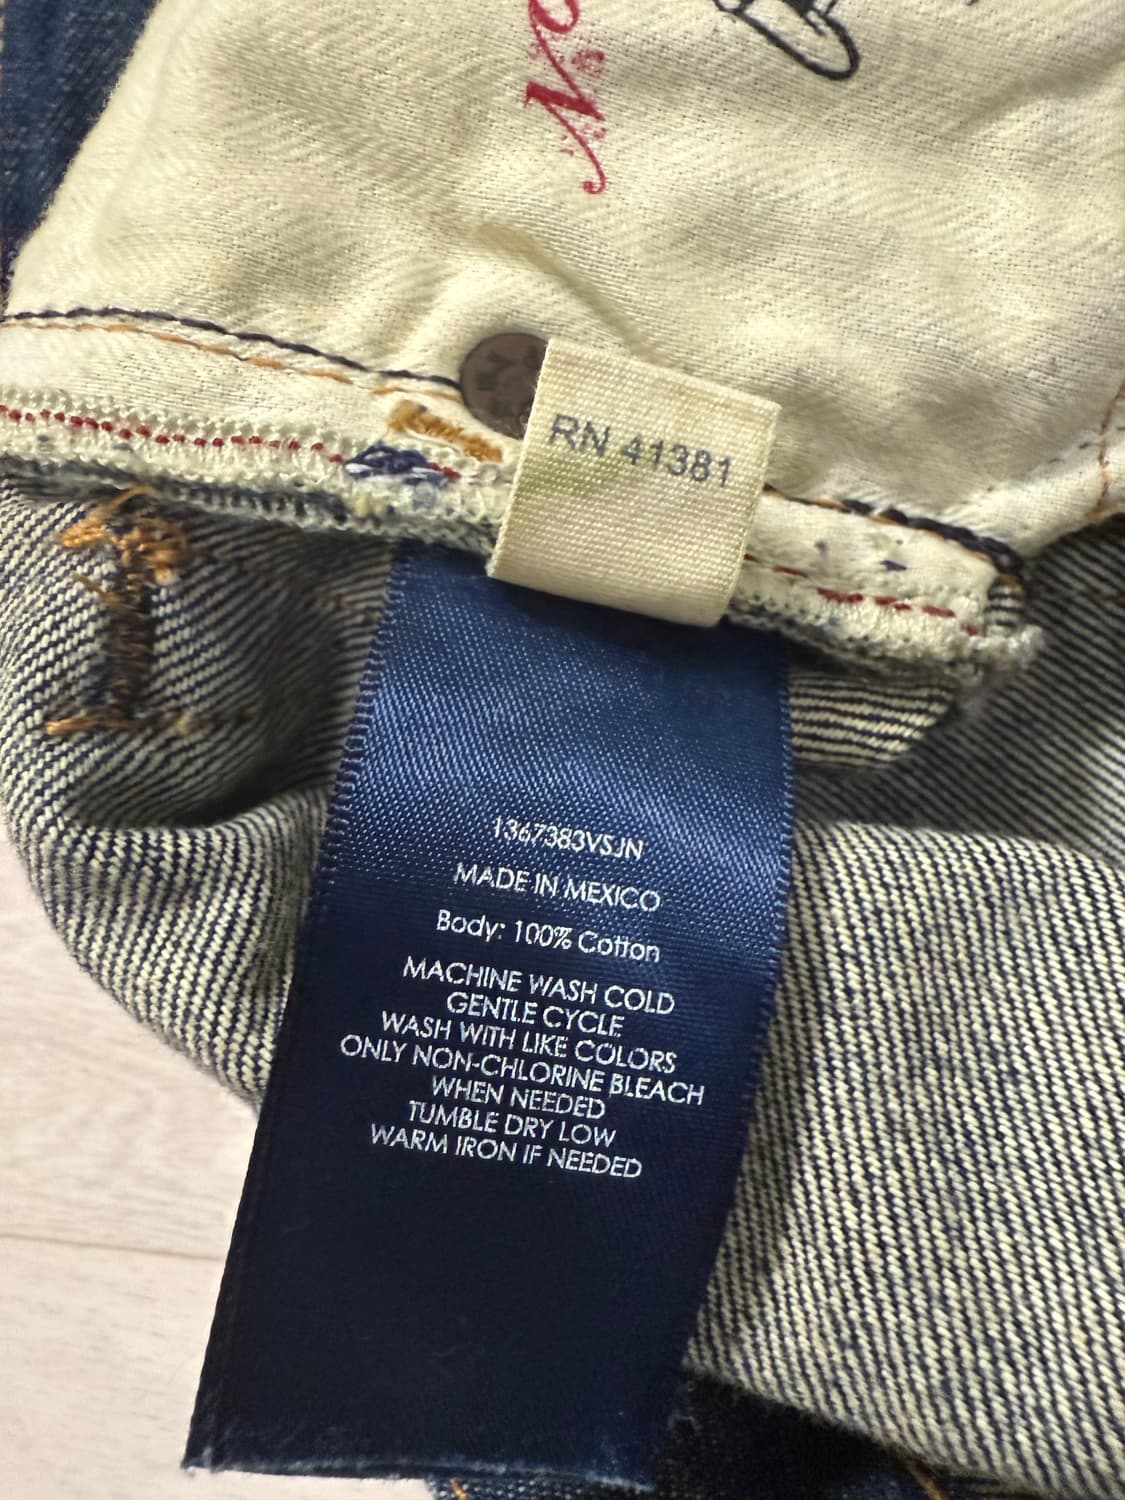 RN 41381
1367383VSJN
MADE IN MEXICO
Body: 100% Cotton
MACHINE WASH COLD
GENTLE CYCLE
WASH WITH LIKE COLORS
ONLY NON-CHLORINE BLEACH
WHEN NEEDED
TUMBLE DRY LOW
WARM IRON IF NEEDED